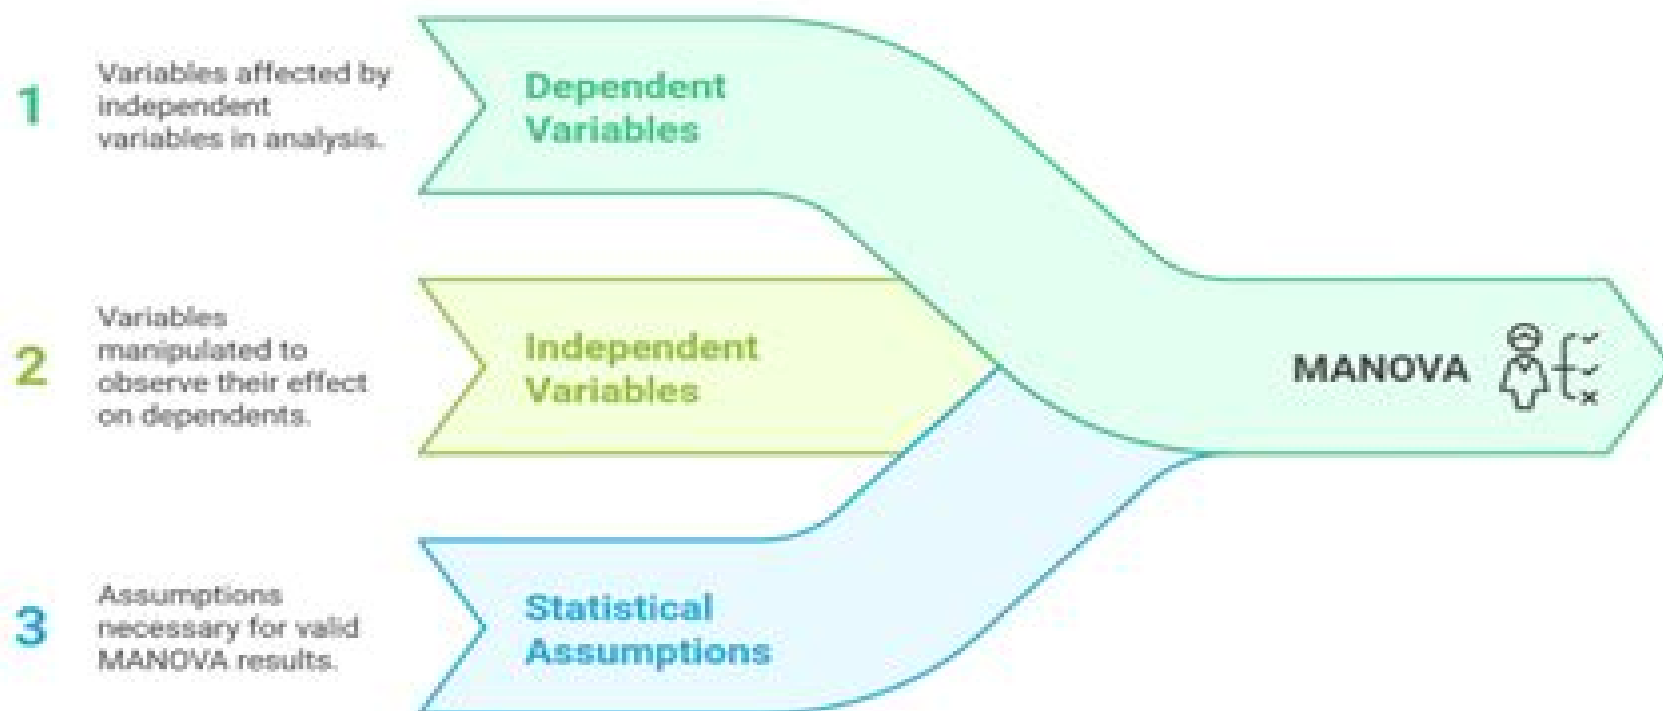 1
Variables affected by
independent
variables in analysis.
Dependent
Variables
2
Variables
manipulated to
observe their effect
on dependents.
Independent
Variables
MANOVA
3
Assumptions
necessary for valid
MANOVA results.
Statistical
Assumptions